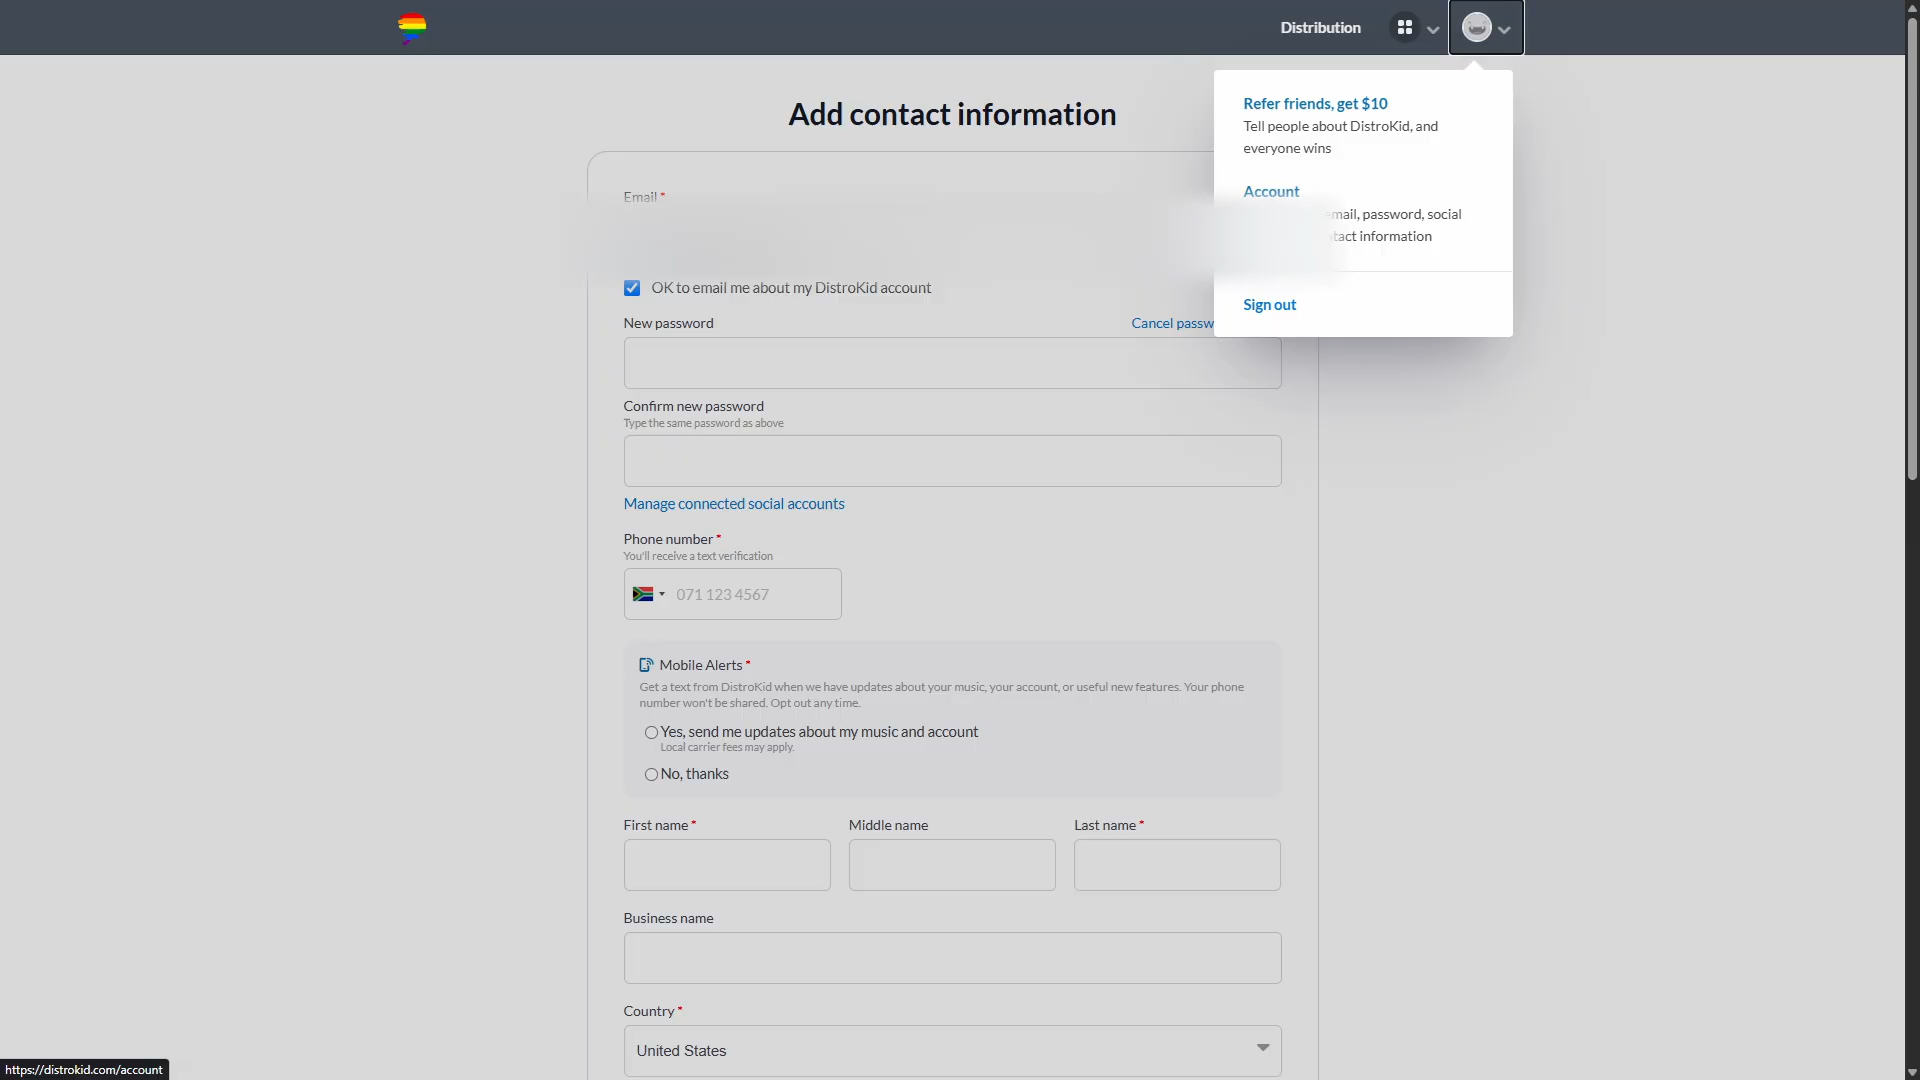 Distribution
Add contact information
Refer friends, get $10
Tell people about DistroKid, and
everyone wins
Account
email, password, social
information
Sign out
Email *
OK to email me about my DistroKid account
New password
Cancel
Confirm new password
Type the same password as above
Manage connected social accounts
Phone number *
You'll receive a text verification
071 123 4567
Mobile Alerts *
Get a text from DistroKid when we have updates about your music, your account, or useful new features. Your phone
number won't be shared. Opt out any time.
Yes, send me updates about my music and account
Local carrier fees may apply.
No, thanks
First name *
Middle name
Last name *
Business name
Country *
United States
https://distrokid.com/account